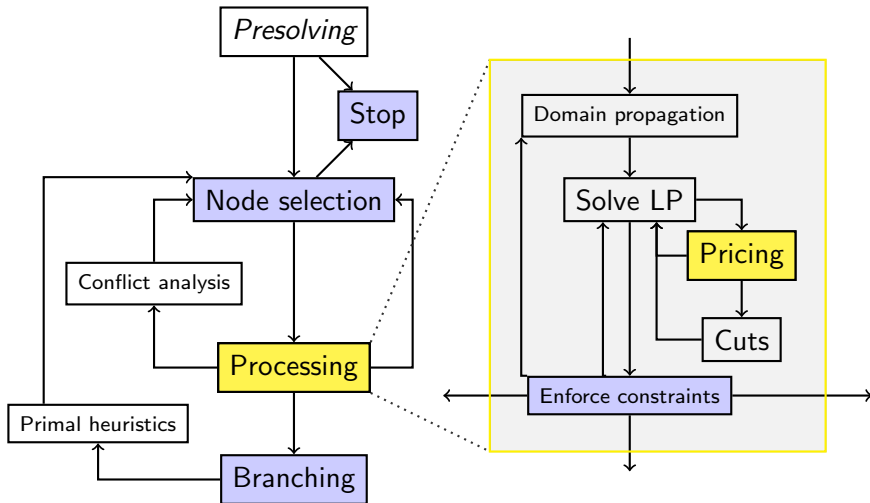 Presolving
Stop
Node selection
Conflict analysis
Processing
Primal heuristics
Branching
Domain propagation
Solve LP
Pricing
Cuts
Enforce constraints